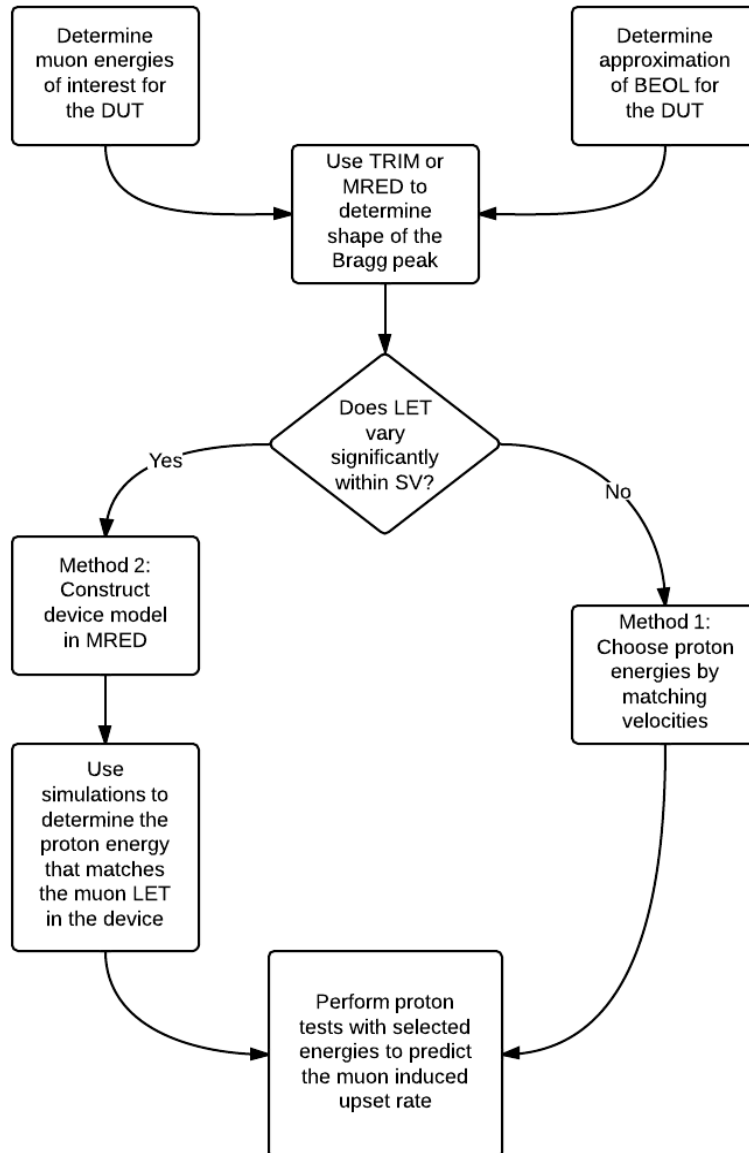 Determine
muon energies
of interest for
the DUT
Determine
approximation
of BEOL for
the DUT
Use TRIM or
MRED to
determine
shape of the
Bragg peak
Does LET
vary
significantly
within SV?
Yes
No
Method 2:
Construct
device model
in MRED
Method 1:
Choose proton
energies by
matching
velocities
Use
simulations to
determine the
proton energy
that matches
the muon LET
in the device
Perform proton
tests with selected
energies to predict
the muon induced
upset rate